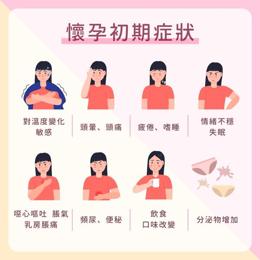 懷孕初期症狀
對溫度變化
敏感
頭暈、頭痛
疲倦、嗜睡
情緒不穩
失眠
噁心嘔吐 脹氣
乳房脹痛
頻尿、便秘
飲食
口味改變
分泌物增加